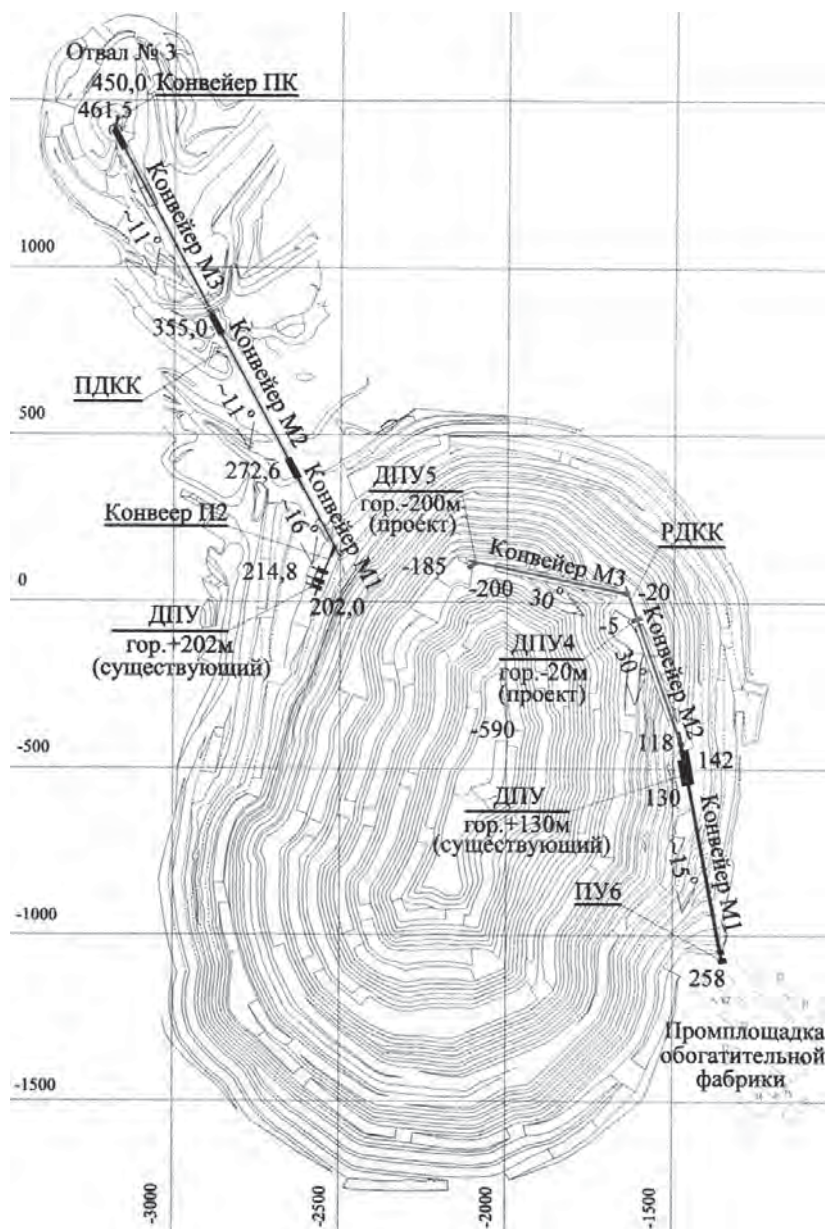 Отвал № 3
450,0 Конвейер ПК
461,5
Конвейер М3
~11°
1000
355,0
Конвейер М2
ПДКК
~11°
500
272,6
Конвейер М1
ДПУ5
гор.-200м
(проект)
Конвеер П2
~16°
РДКК
-185
Конвейер М3
-20
214,8
-200
30°
0
202,0
ДПУ
гор.+202м
(существующий)
-5
ДПУ4
гор.-20м
(проект)
30°
Конвейер М2
-590
118
142
-500
ДПУ
гор.+130м
(существующий)
130
Конвейер М1
~15°
ПУ6
-1000
258
Промплощадка
обогатительной
фабрики
-1500
-3000
-2500
-2000
-1500